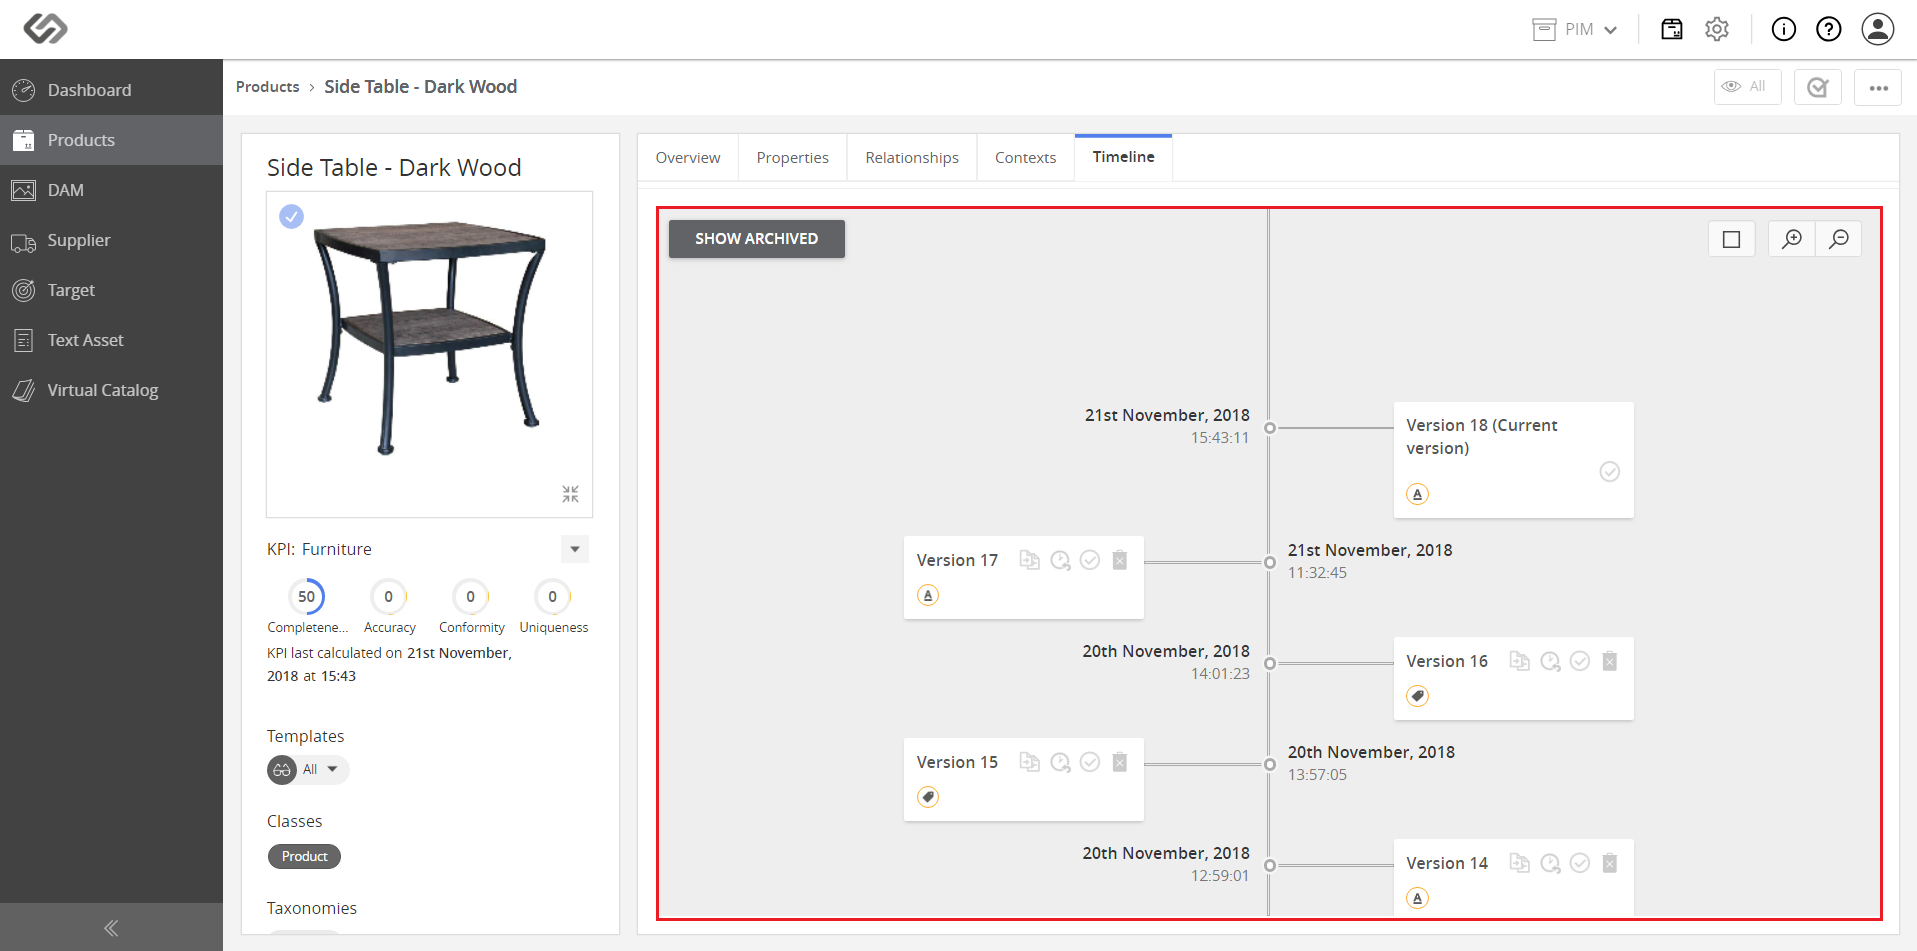 PIM
Dashboard
Products
DAM
Supplier
Target
Text Asset
Virtual Catalog
Products › Side Table - Dark Wood
All
Side Table - Dark Wood
KPI: Furniture
50
0
0
0
Completene...
Accuracy
Conformity
Uniqueness
KPI last calculated on 21st November,
2018 at 15:43
Templates
All
Classes
Product
Taxonomies
Overview
Properties
Relationships
Contexts
Timeline
SHOW ARCHIVED
21st November, 2018
15:43:11
Version 18 (Current
version)
A
Version 17
A
21st November, 2018
11:32:45
20th November, 2018
14:01:23
Version 16
Version 15
20th November, 2018
13:57:05
20th November, 2018
12:59:01
Version 14
A